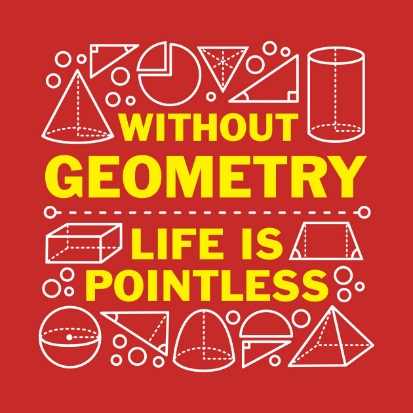 WITHOUT
GEOMETRY
LIFE IS
POINTLESS